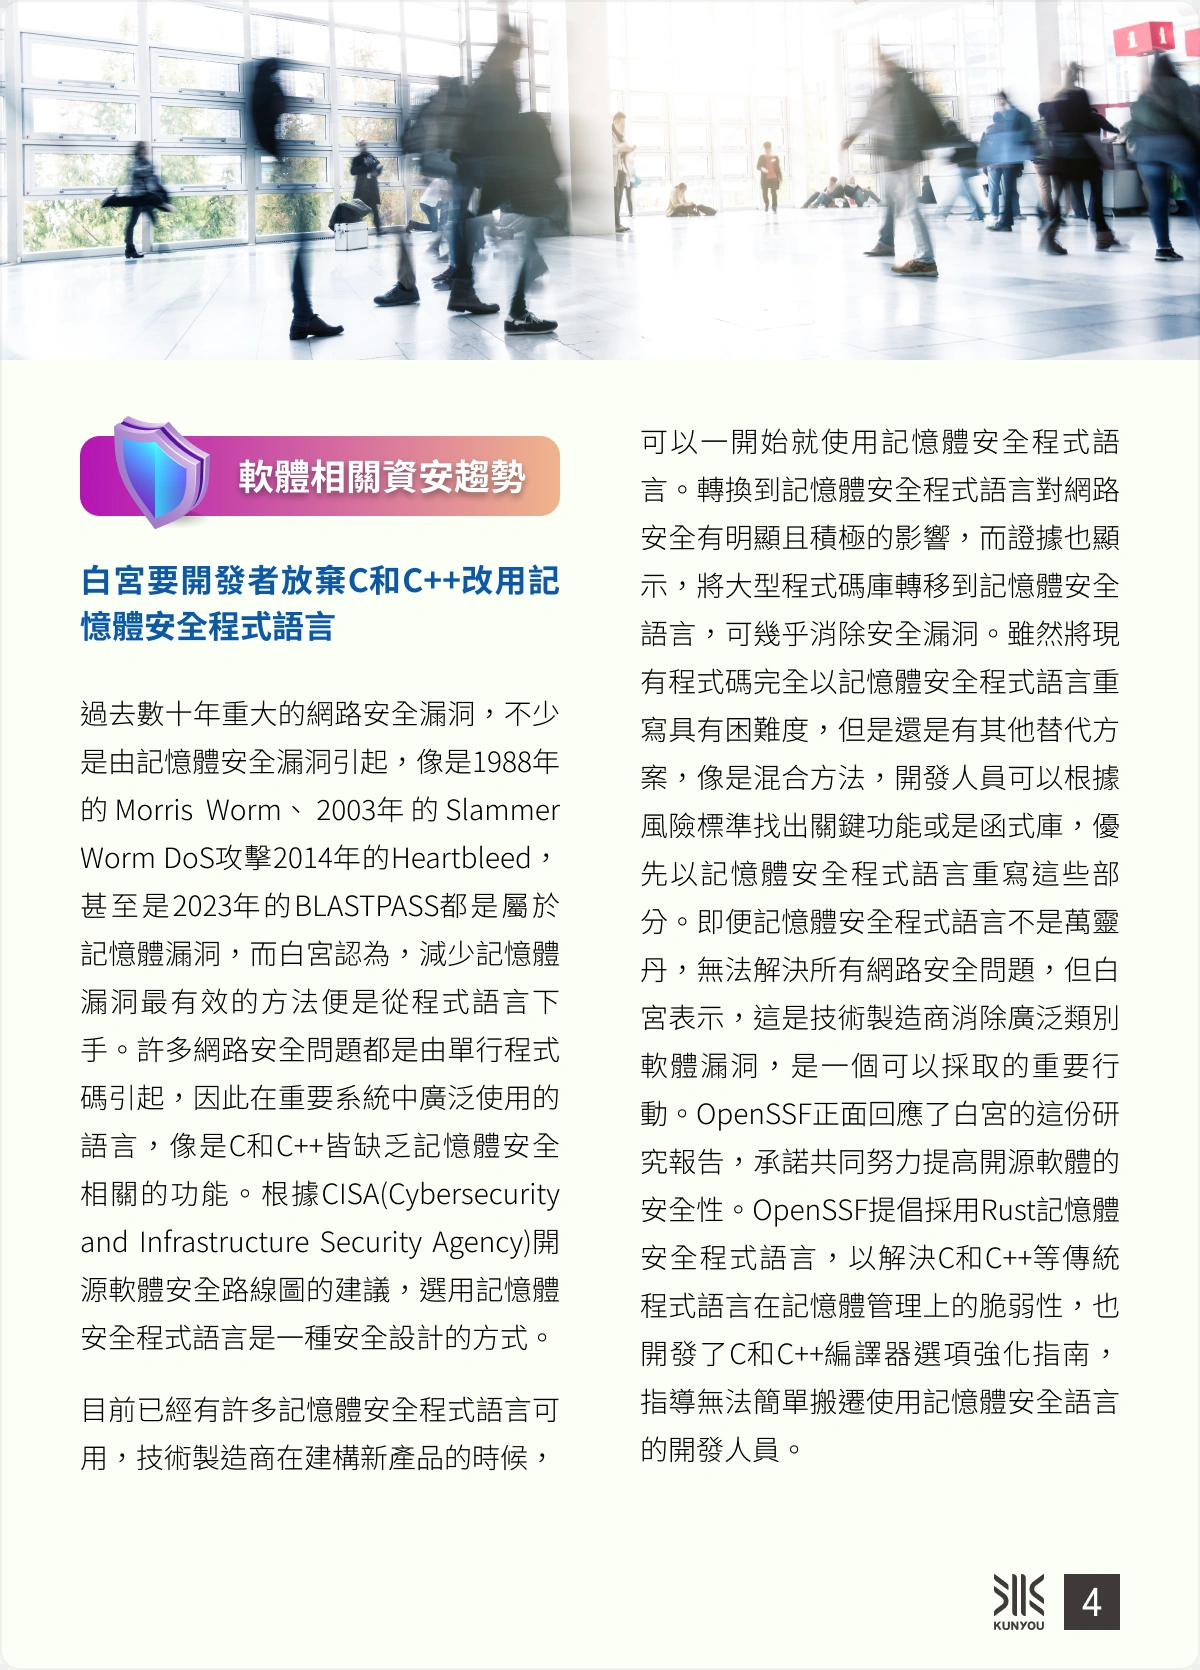 軟體相關資安趨勢
白宮要開發者放棄C和C++改用記
憶體安全程式語言
過去數十年重大的網路安全漏洞，不少
是由記憶體安全漏洞引起，像是1988年
的 Morris Worm、 2003年 的 Slammer
Worm DoS攻擊2014年的Heartbleed，
甚至是2023年的BLASTPASS都是屬於
記憶體漏洞，而白宮認為，減少記憶體
漏洞最有效的方法便是從程式語言下
手。許多網路安全問題都是由單行程式
碼引起，因此在重要系統中廣泛使用的
語言，像是C和C++皆缺乏記憶體安全
相關的功能。根據CISA(Cybersecurity
and Infrastructure Security Agency)開
源軟體安全路線圖的建議，選用記憶體
安全程式語言是一種安全設計的方式。
目前已經有許多記憶體安全程式語言可
用，技術製造商在建構新產品的時候，
可以一開始就使用記憶體安全程式語
言。轉換到記憶體安全程式語言對網路
安全有明顯且積極的影響，而證據也顯
示，將大型程式碼庫轉移到記憶體安全
語言，可幾乎消除安全漏洞。雖然將現
有程式碼完全以記憶體安全程式語言重
寫具有困難度，但是還是有其他替代方
案，像是混合方法，開發人員可以根據
風險標準找出關鍵功能或是函式庫，優
先以記憶體安全程式語言重寫這些部
分。即便記憶體安全程式語言不是萬靈
丹，無法解決所有網路安全問題，但白
宮表示，這是技術製造商消除廣泛類別
軟體漏洞，是一個可以採取的重要行
動。OpenSSF正面回應了白宮的這份研
究報告，承諾共同努力提高開源軟體的
安全性。OpenSSF提倡採用Rust記憶體
安全程式語言，以解決C和C++等傳統
程式語言在記憶體管理上的脆弱性，也
開發了C和C++編譯器選項強化指南，
指導無法簡單搬遷使用記憶體安全語言
的開發人員。
KUNYOU
4